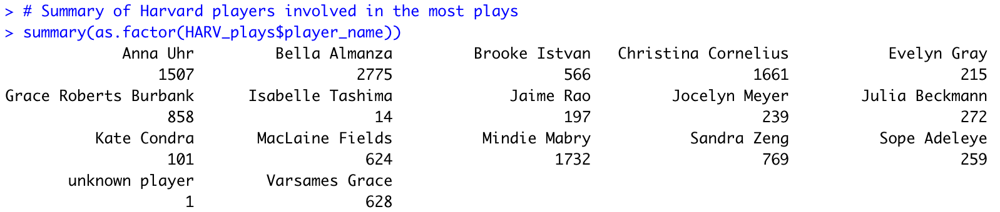 > # Summary of Harvard players involved in the most plays
> summary(as.factor(HARV_plays$player_name))
Anna Uhr Bella Almanza Brooke Istvan Christina Cornelius Evelyn Gray
1507 2775 566 1661 215
Grace Roberts Burbank Isabelle Tashima Jaime Rao Jocelyn Meyer Julia Beckmann
858 14 197 239 272
Kate Condra MacLaine Fields Mindie Mabry Sandra Zeng Sope Adeleye
101 624 1732 769 259
unknown player Varsames Grace
1 628